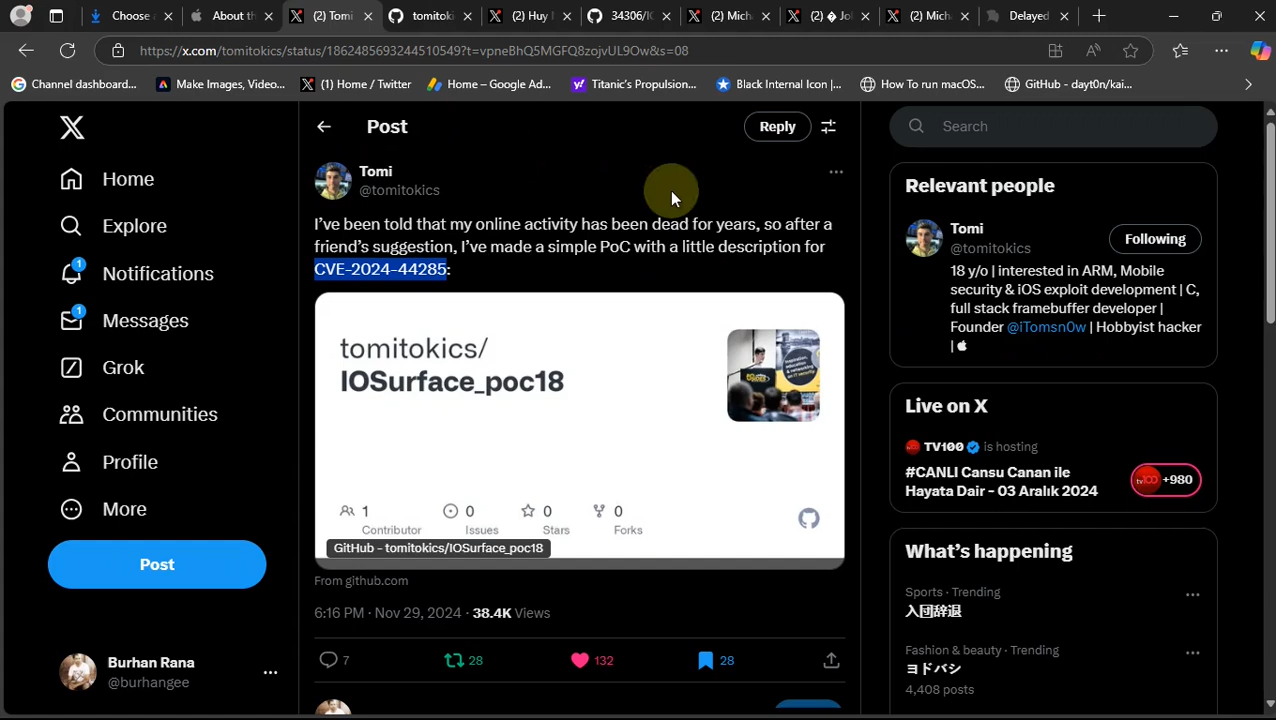 Choose
About th
(2) Tomi
tomitok
(2) Huy N
34306/iO
(2) Mich
(2) � Jol
(2) Mich
Delayed
https://x.com/tomitokics/status/1862485693244510549?t=vpneBhQ5MGFQ8zojvUL9Ow&s=08
Channel dashboard...
Make Images, Video...
(1) Home / Twitter
Home – Google Ad...
Titanic's Propulsion...
Black Internal Icon |...
How To run macOS...
GitHub - dayt0n/kai...
Home
Explore
1
Notifications
1
Messages
Grok
Communities
Profile
More
Post
Burhan Rana
@burhangee
Post
Reply
Tomi
@tomitokics
I've been told that my online activity has been dead for years, so after a
friend's suggestion, I've made a simple PoC with a little description for
CVE-2024-44285:
tomitokics/
IOSurface_poc18
1
Contributor
0
Issues
0
Stars
0
Forks
GitHub - tomitokics/IOSurface_poc18
From github.com
6:16 PM · Nov 29, 2024 · 38.4K Views
7
28
132
28
Search
Relevant people
Tomi
@tomitokics
Following
18 y/o | interested in ARM, Mobile
security & iOS exploit development | C,
full stack framebuffer developer |
Founder @iTomsn0w | Hobbyist hacker
|
Live on X
TV100 is hosting
#CANLI Cansu Canan ile
Hayata Dair - 03 Aralık 2024
tv100
+980
What's happening
Sports · Trending
入団辞退
Fashion & beauty · Trending
ヨドバシ
4,408 posts